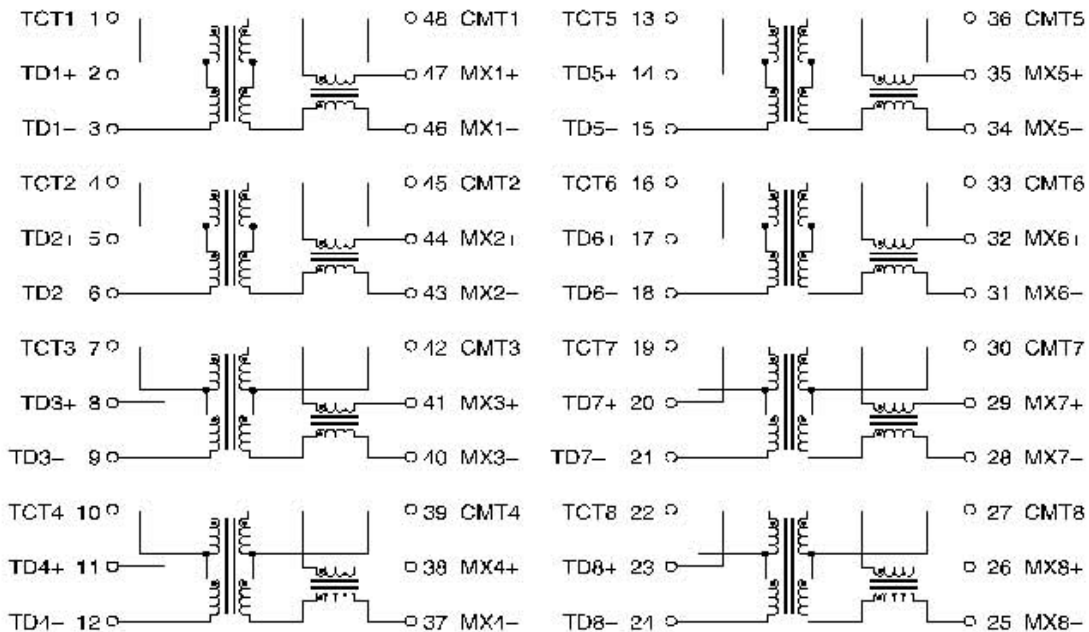 TCT1 1 48 CMT1 TCT5 13 36 CMT5
TD1+ 2 47 MX1+ TD5+ 14 35 MX5+
TD1- 3 46 MX1- TD5- 15 34 MX5-
TCT2 4 45 CMT2 TCT6 16 33 CMT6
TD2+ 5 44 MX2+ TD6+ 17 32 MX6+
TD2 6 43 MX2- TD6- 18 31 MX6-
TCT3 7 42 CMT3 TCT7 19 30 CMT7
TD3+ 8 41 MX3+ TD7+ 20 29 MX7+
TD3- 9 40 MX3- TD7- 21 28 MX7-
TCT4 10 39 CMT4 TCT8 22 27 CMT8
TD4+ 11 38 MX4+ TD8+ 23 26 MX8+
TD4- 12 37 MX4- TD8- 24 25 MX8-